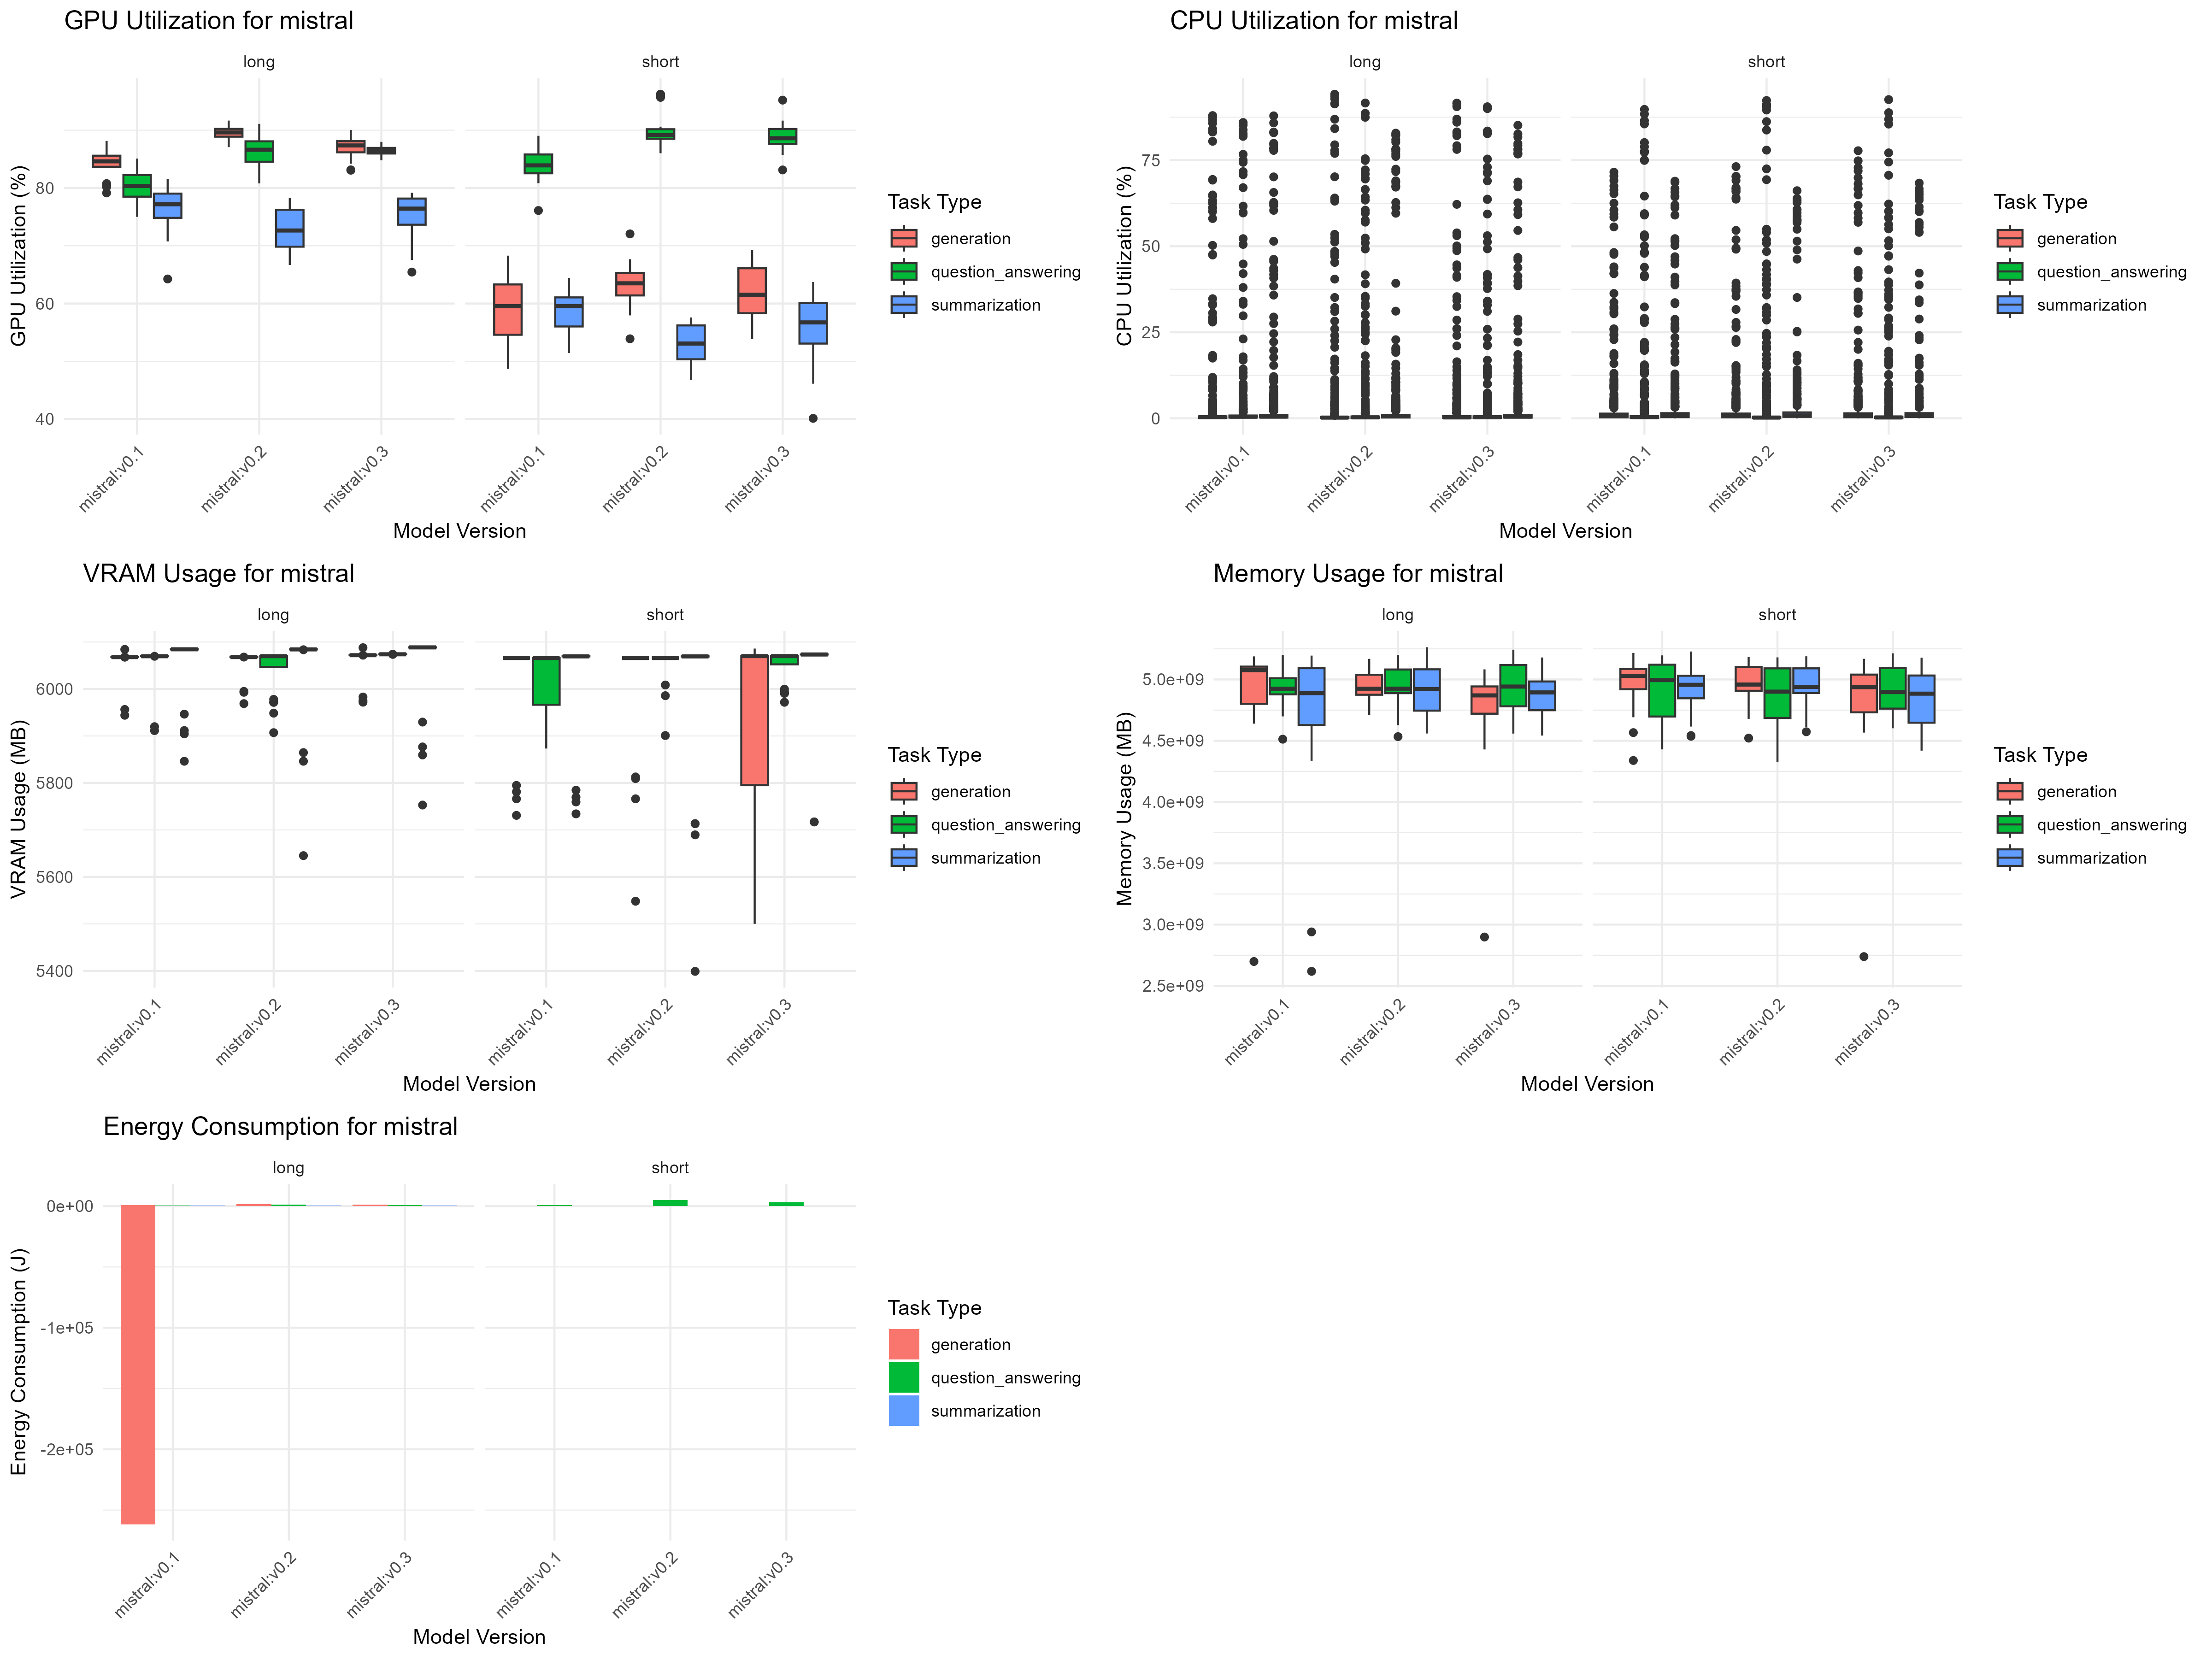 GPU Utilization for mistral
long
short
GPU Utilization (%)
80
60
40
mistral:v0.1
mistral:v0.2
mistral:v0.3
mistral:v0.1
mistral:v0.2
mistral:v0.3
Model Version
Task Type
generation
question_answering
summarization
CPU Utilization for mistral
long
short
CPU Utilization (%)
75
50
25
0
mistral:v0.1
mistral:v0.2
mistral:v0.3
mistral:v0.1
mistral:v0.2
mistral:v0.3
Model Version
Task Type
generation
question_answering
summarization
VRAM Usage for mistral
long
short
VRAM Usage (MB)
6000
5800
5600
5400
mistral:v0.1
mistral:v0.2
mistral:v0.3
mistral:v0.1
mistral:v0.2
mistral:v0.3
Model Version
Task Type
generation
question_answering
summarization
Memory Usage for mistral
long
short
Memory Usage (MB)
5.0e+09
4.5e+09
4.0e+09
3.5e+09
3.0e+09
2.5e+09
mistral:v0.1
mistral:v0.2
mistral:v0.3
mistral:v0.1
mistral:v0.2
mistral:v0.3
Model Version
Task Type
generation
question_answering
summarization
Energy Consumption for mistral
long
short
Energy Consumption (J)
0e+00
-1e+05
-2e+05
mistral:v0.1
mistral:v0.2
mistral:v0.3
mistral:v0.1
mistral:v0.2
mistral:v0.3
Model Version
Task Type
generation
question_answering
summarization